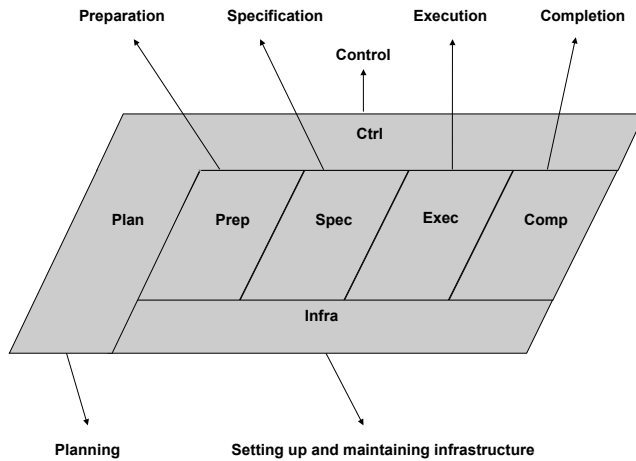 Preparation
Specification
Execution
Completion
Control
Ctrl
Plan
Prep
Spec
Exec
Comp
Infra
Planning
Setting up and maintaining infrastructure